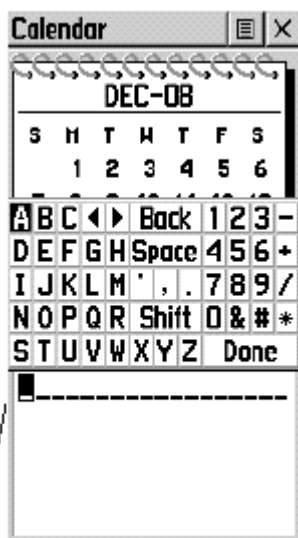 Calendar
DEC-08
S M T W T F S
1 2 3 4 5 6
A B C Back 1 2 3 -
D E F G H Space 4 5 6 +
I J K L M ' , . 7 8 9 /
N O P Q R Shift 0 & # *
S T U V W X Y Z Done